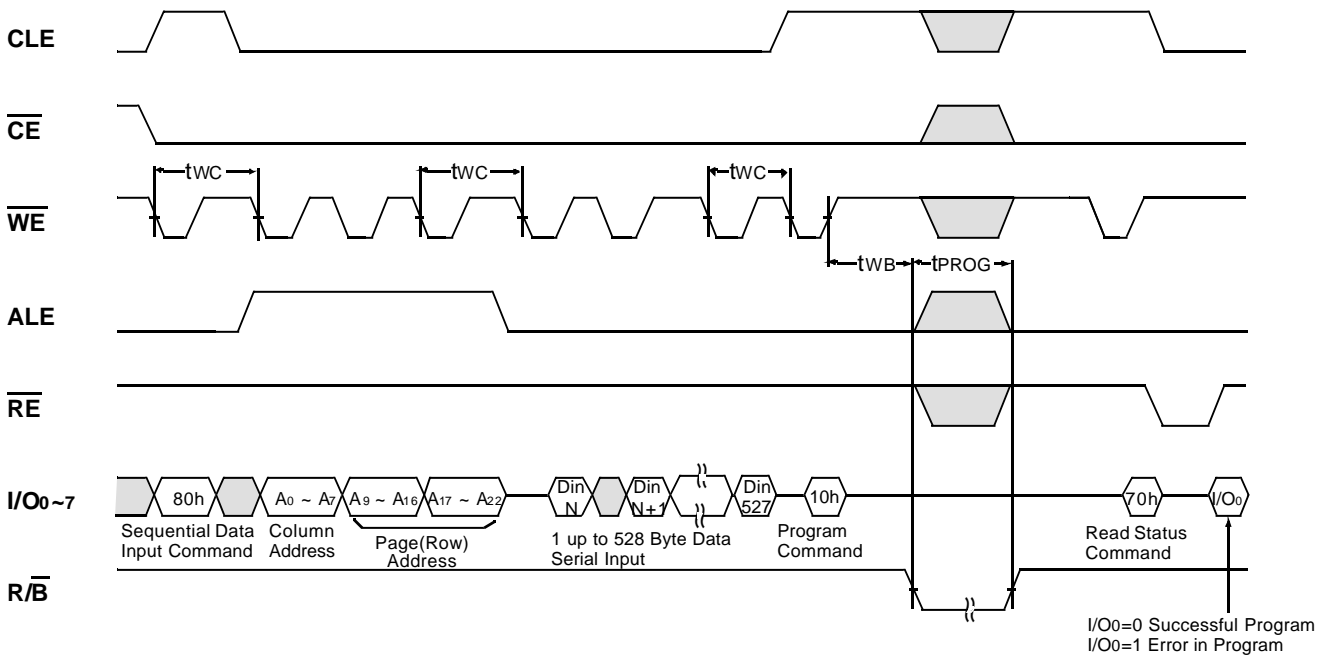 CLE
CE
tWC tWC tWC
WE
tWB tPROG
ALE
RE
I/O0~7 80h A0 ~ A7 A9 ~ A16 A17 ~ A22 Din N Din N+1 Din 527 10h 70h I/O0
Sequential Data Input Command
Column Address
Page(Row) Address
1 up to 528 Byte Data Serial Input
Program Command
Read Status Command
R/B
I/O0=0 Successful Program
I/O0=1 Error in Program